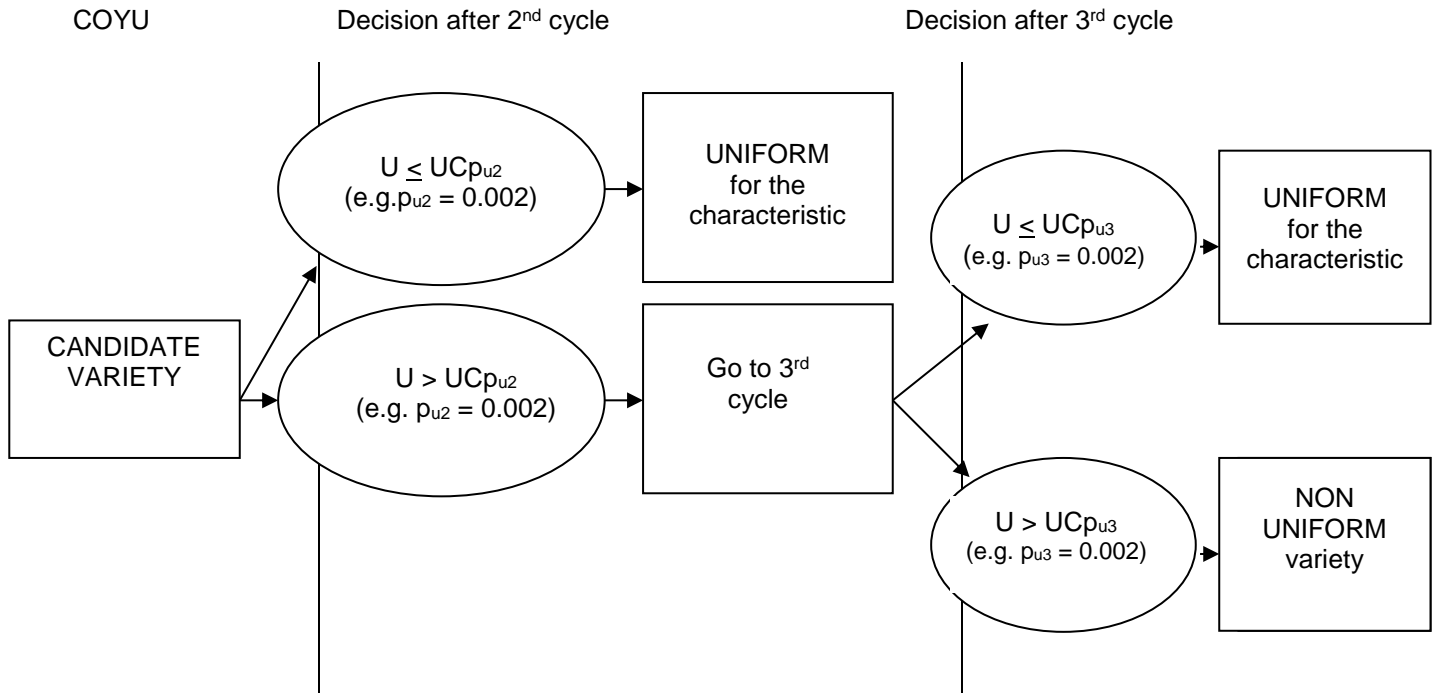 COYU
Decision after 2nd cycle
Decision after 3rd cycle
U ≤ UCpu2
(e.g.pu2 = 0.002)
UNIFORM
for the
characteristic
U ≤ UCpu3
(e.g. pu3 = 0.002)
UNIFORM
for the
characteristic
CANDIDATE
VARIETY
U > UCpu2
(e.g. pu2 = 0.002)
Go to 3rd
cycle
U > UCpu3
(e.g. pu3 = 0.002)
NON
UNIFORM
variety